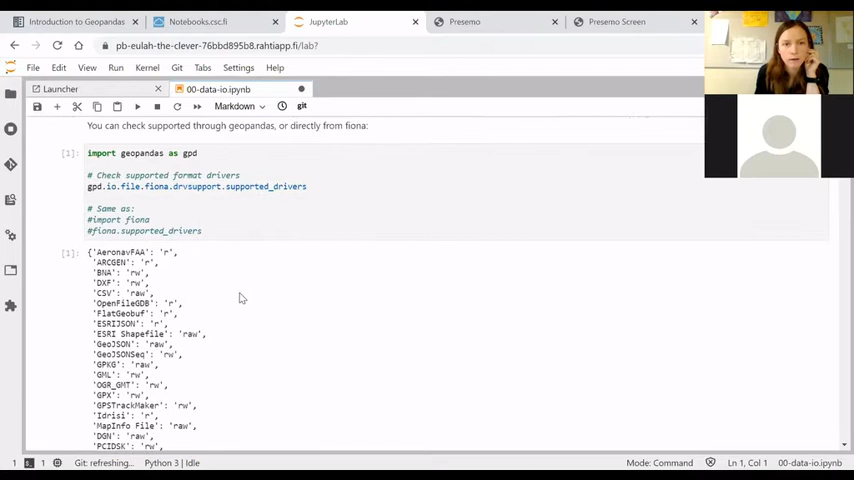 Introduction to Geopandas
Notebooks.csc.fi
JupyterLab
Presemo
Presemo Screen
pb-eulah-the-clever-76bbd895b8.rahtiapp.fi/lab?
File Edit View Run Kernel Git Tabs Settings Help
Launcher
00-data-io.ipynb
Markdown
git
You can check supported through geopandas, or directly from fiona:
[1]: import geopandas as gpd
# Check supported format drivers
gpd.io.file.fiona.drvsupport.supported_drivers
# Same as:
#import fiona
#fiona.supported_drivers
[1]: {'AeronavFAA': 'r',
'ARCGEN': 'r',
'BNA': 'rw',
'DXF': 'rw',
'CSV': 'raw',
'OpenFileGDB': 'r',
'FlatGeobuf': 'r',
'ESRIJSON': 'r',
'ESRI Shapefile': 'raw',
'GeoJSON': 'raw',
'GeoJSONSeq': 'rw',
'GPKG': 'raw',
'GML': 'rw',
'OGR_GMT': 'rw',
'GPX': 'rw',
'GPSTrackMaker': 'rw',
'Idrisi': 'r',
'MapInfo File': 'raw',
'DGN': 'raw',
'PCIDSK': 'rw',
1 1 Git: refreshing... Python 3 | Idle Mode: Command Ln 1, Col 1 00-data-io.ipynb